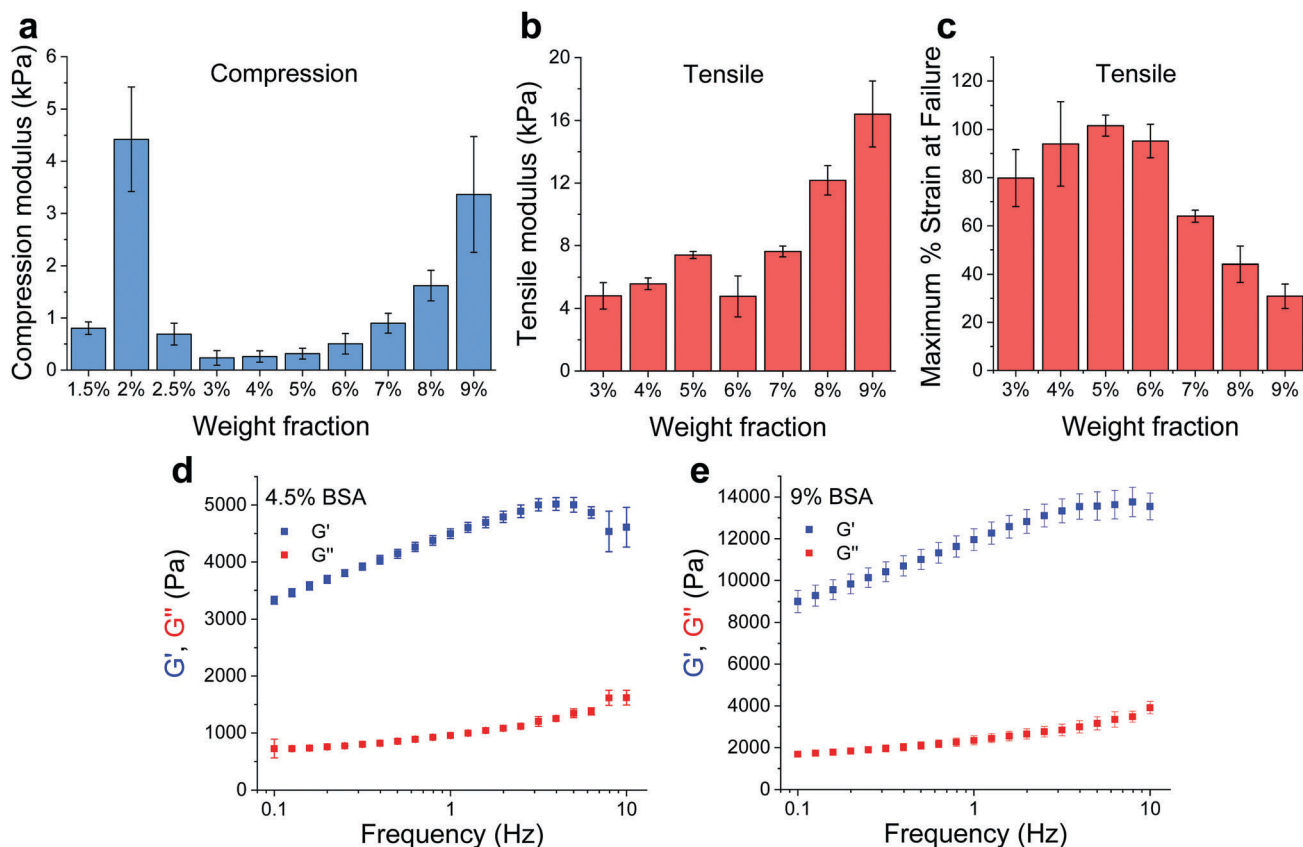 a
Compression
Compression modulus (kPa)
6
5
4
3
2
1
0
1.5% 2% 2.5% 3% 4% 5% 6% 7% 8% 9%
Weight fraction
b
Tensile
Tensile modulus (kPa)
20
16
12
8
4
0
3% 4% 5% 6% 7% 8% 9%
Weight fraction
c
Tensile
Maximum % Strain at Failure
120
100
80
60
40
20
0
3% 4% 5% 6% 7% 8% 9%
Weight fraction
d
4.5% BSA
G'
G"
G', G" (Pa)
5000
4000
3000
2000
1000
0
0.1 1 10
Frequency (Hz)
e
9% BSA
G'
G"
G', G" (Pa)
14000
12000
10000
8000
6000
4000
2000
0
0.1 1 10
Frequency (Hz)